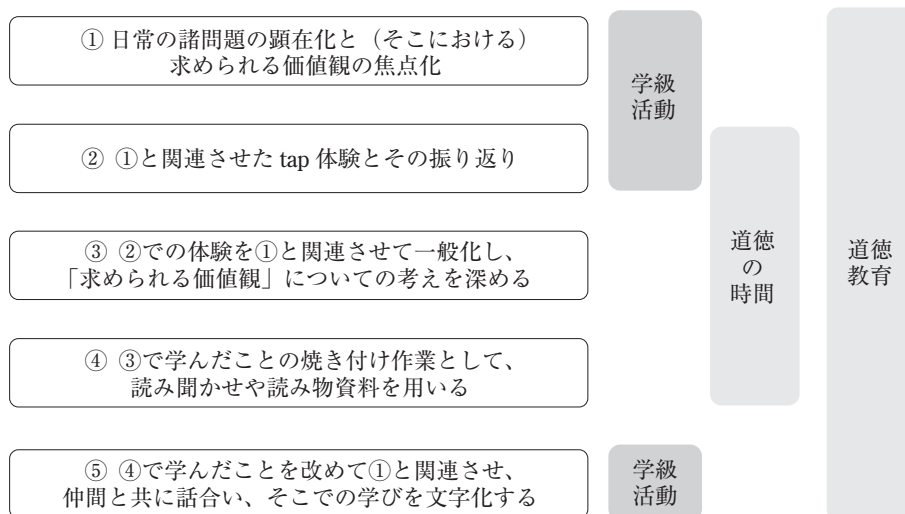 ① 日常の諸問題の顕在化と（そこにおける）
求められる価値観の焦点化
② ①と関連させた tap 体験とその振り返り
③ ②での体験を①と関連させて一般化し、
「求められる価値観」についての考えを深める
④ ③で学んだことの焼き付け作業として、
読み聞かせや読み物資料を用いる
⑤ ④で学んだことを改めて①と関連させ、
仲間と共に話合い、そこでの学びを文字化する
学級
活動
道徳
の
時間
学級
活動
道徳
教育